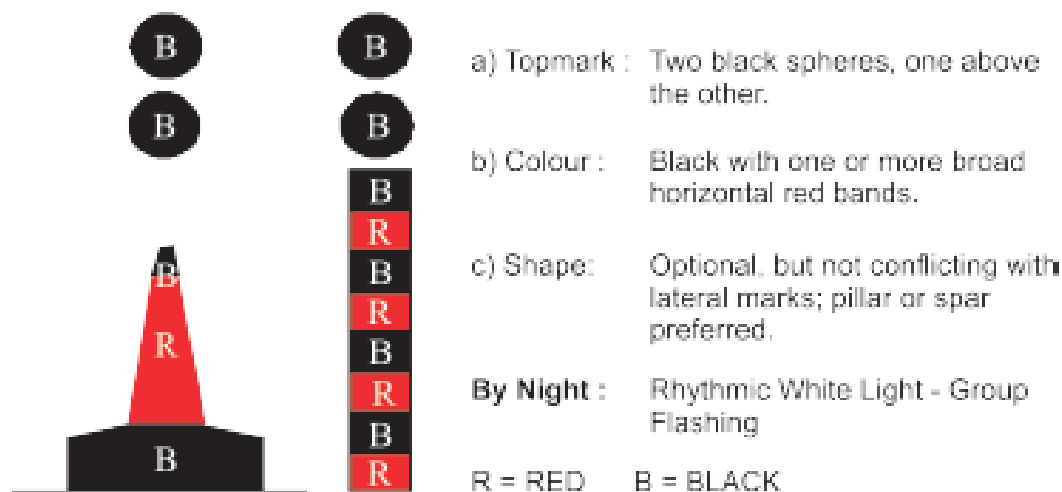 B
B
B
R
B
B
B
B
R
B
R
B
R
B
R
a) Topmark : Two black spheres, one above
the other.
b) Colour : Black with one or more broad
horizontal red bands.
c) Shape: Optional, but not conflicting with
lateral marks; pillar or spar
preferred.
By Night : Rhythmic White Light - Group
Flashing
R = RED B = BLACK